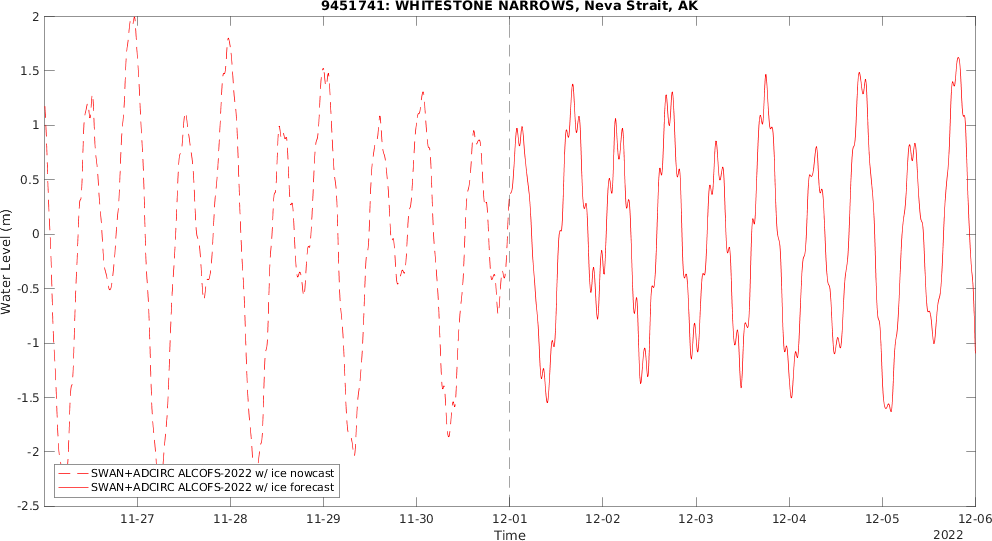 9451741: WHITESTONE NARROWS, Neva Strait, AK
Water Level (m)
2
1.5
1
0.5
0
-0.5
-1
-1.5
-2
-2.5
SWAN+ADCIRC ALCOFS-2022 w/ ice nowcast
SWAN+ADCIRC ALCOFS-2022 w/ ice forecast
11-27 11-28 11-29 11-30 12-01 12-02 12-03 12-04 12-05 12-06
Time
2022